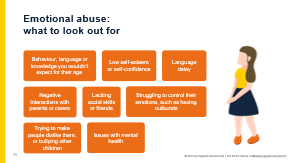 Emotional abuse:
what to look out for
Behaviour, language or
knowledge you wouldn't
expect for their age
Low self-esteem
or self-confidence
Language
delay
Negative
interactions with
parents or carers
Lacking
social skills
or friends
Struggling to control their
emotions, such as having
outbursts
Trying to make
people dislike them,
or bullying other
children
Issues with mental
health